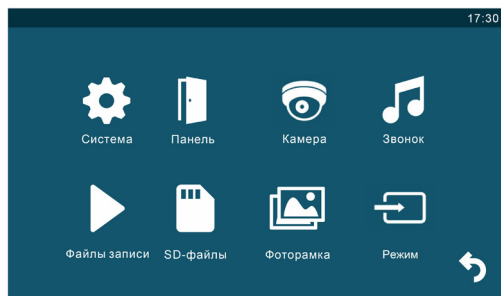 17:30
Система
Панель
Камера
Звонок
Файлы записи
SD-файлы
Фоторамка
Режим